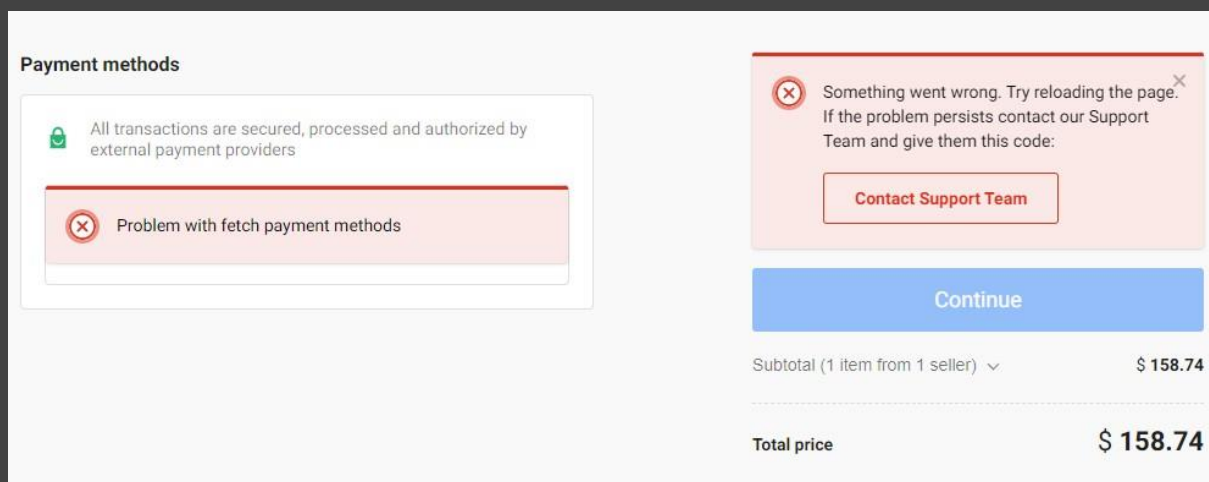 Payment methods
All transactions are secured, processed and authorized by
external payment providers
Problem with fetch payment methods
Something went wrong. Try reloading the page.
If the problem persists contact our Support
Team and give them this code:
Contact Support Team
Continue
Subtotal (1 item from 1 seller)
$ 158.74
Total price
$ 158.74